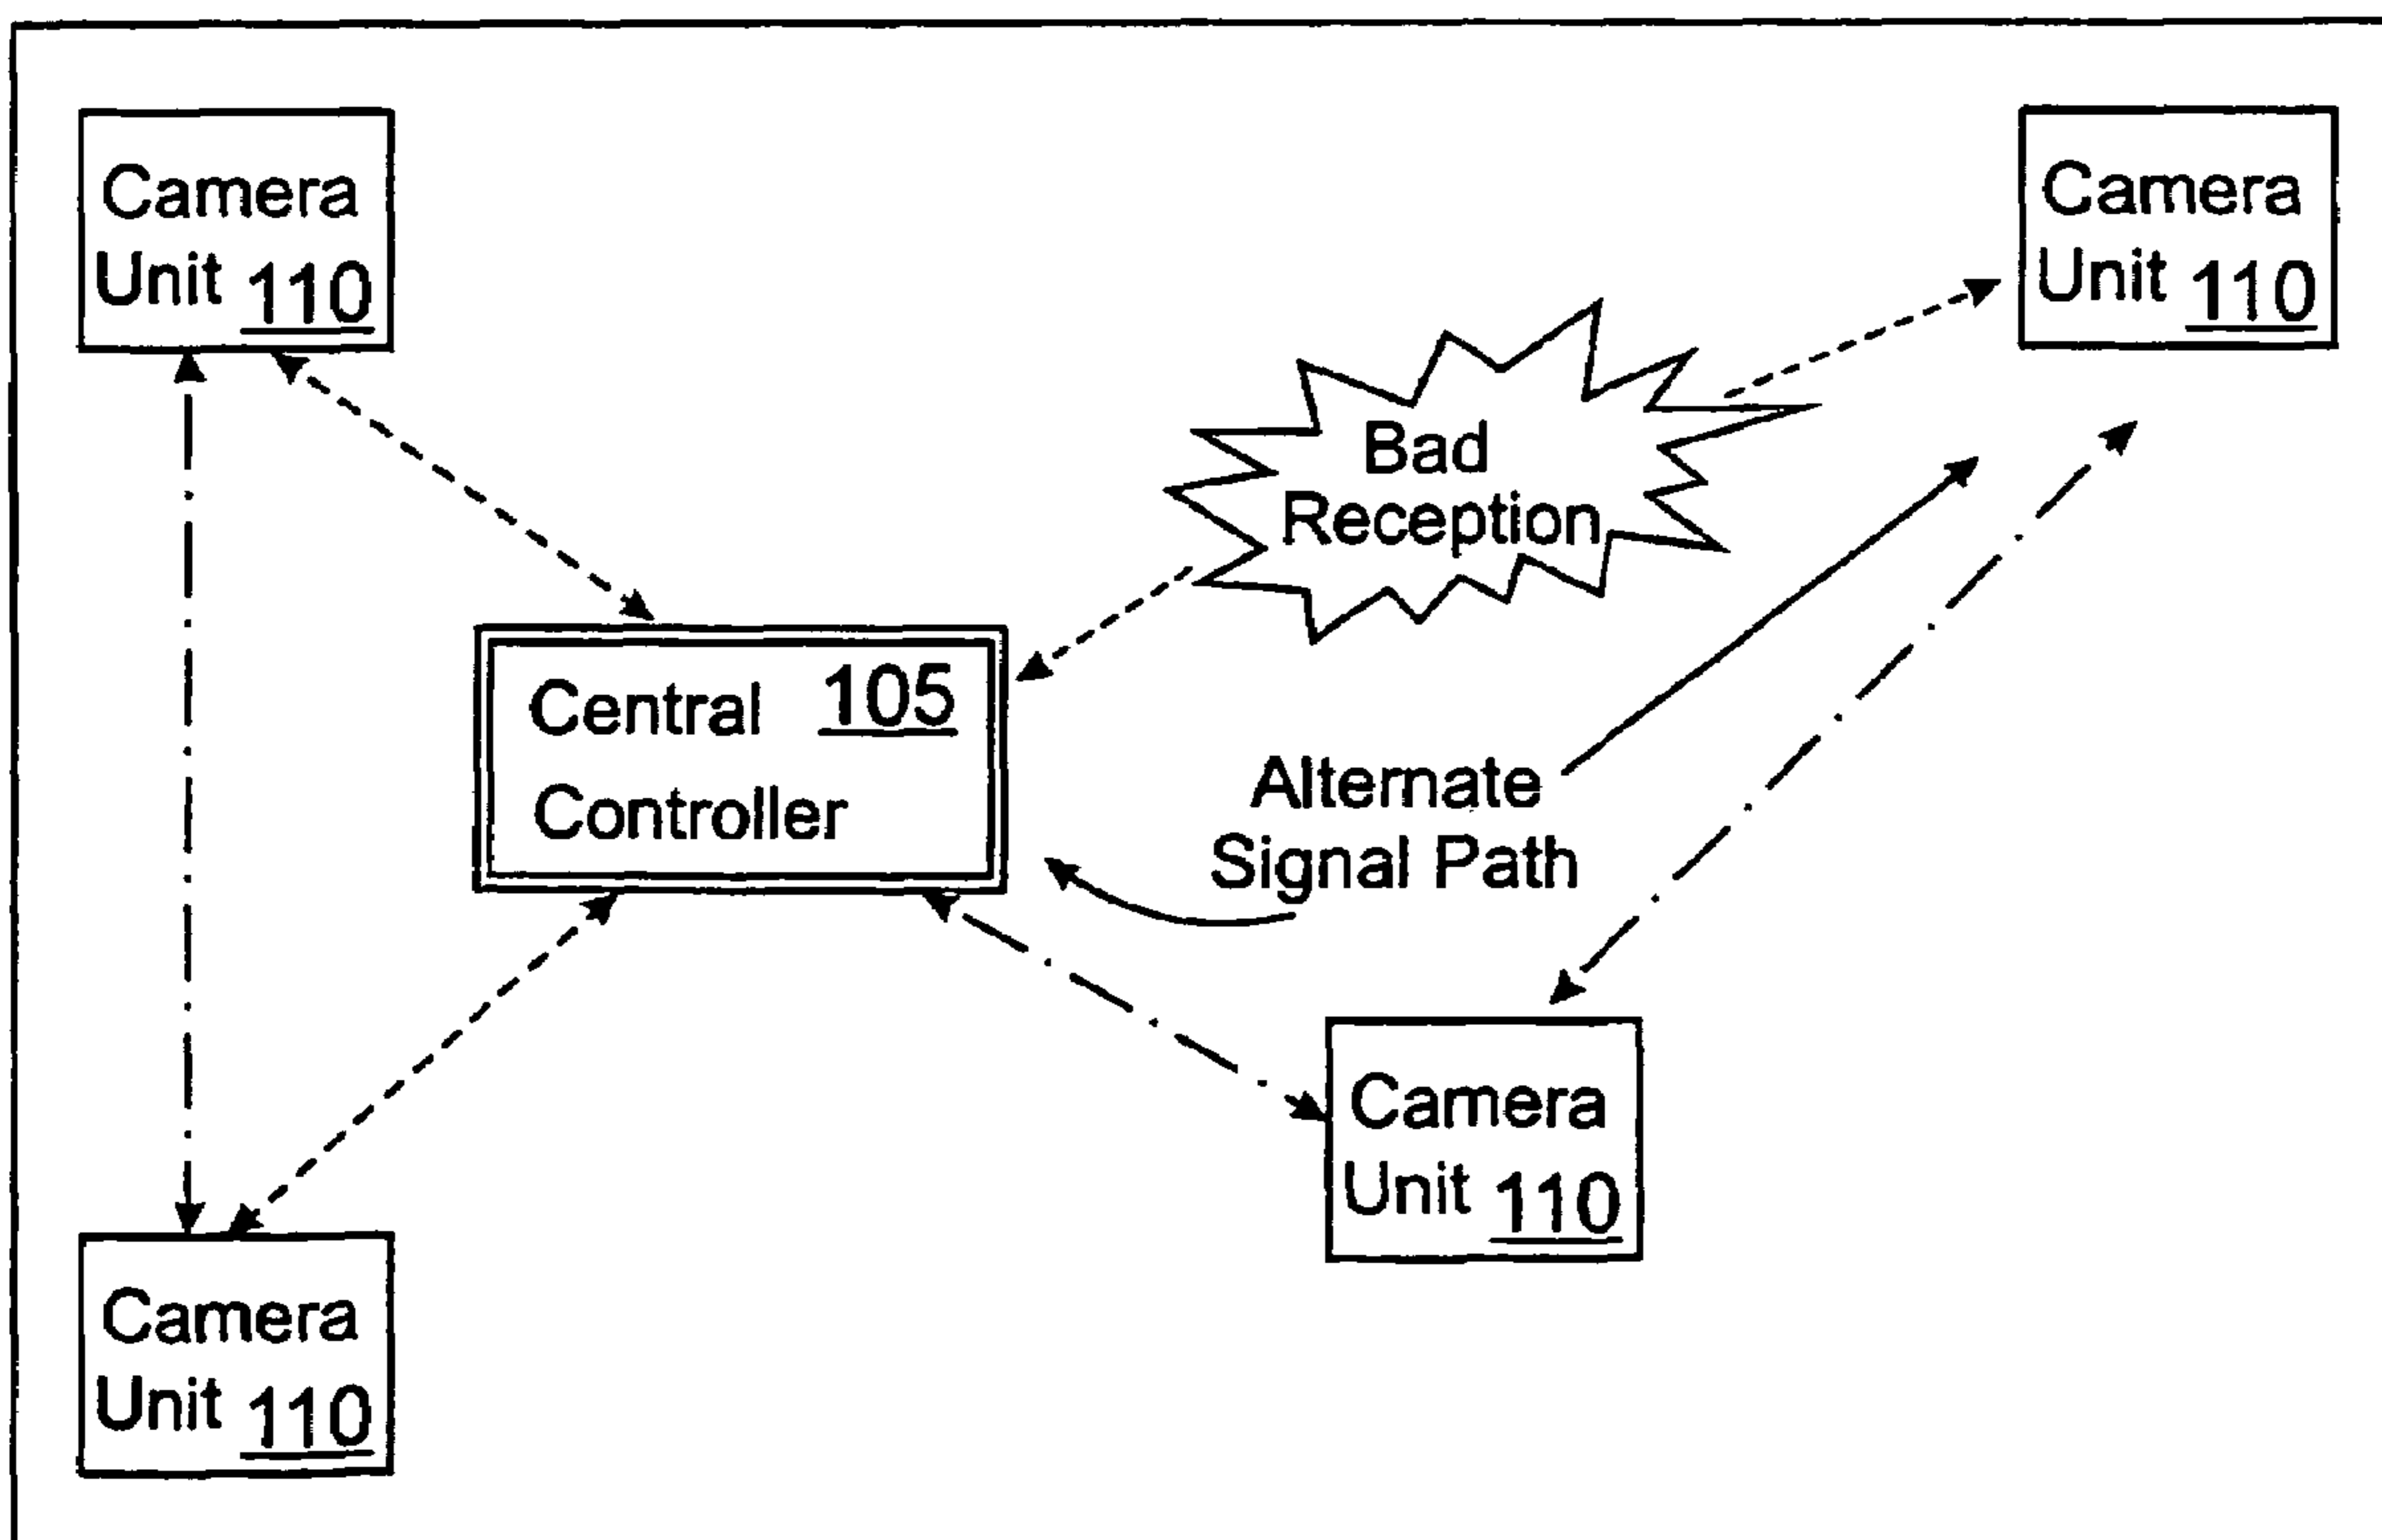 Camera
Unit 110
Camera
Unit 110
Bad
Reception
Central 105
Controller
Alternate
Signal Path
Camera
Unit 110
Camera
Unit 110